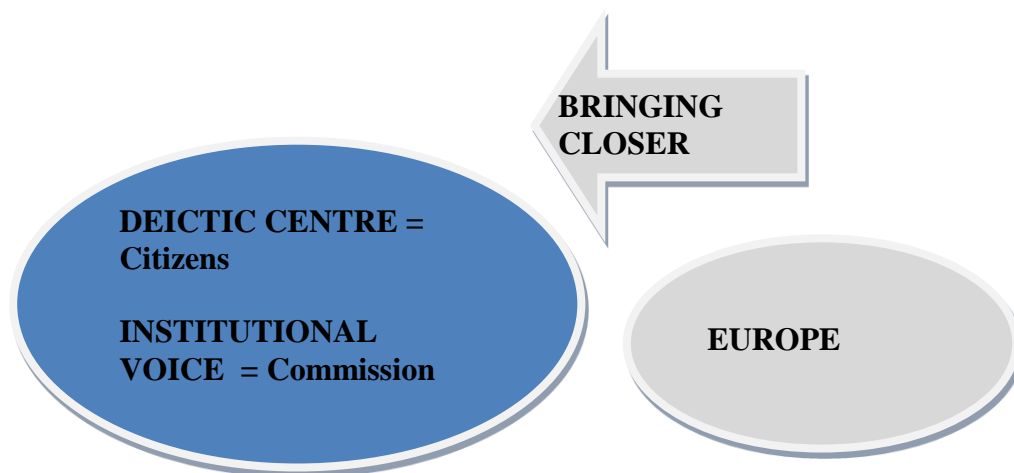 BRINGING
CLOSER
DEICTIC CENTRE =
Citizens
INSTITUTIONAL
VOICE = Commission
EUROPE